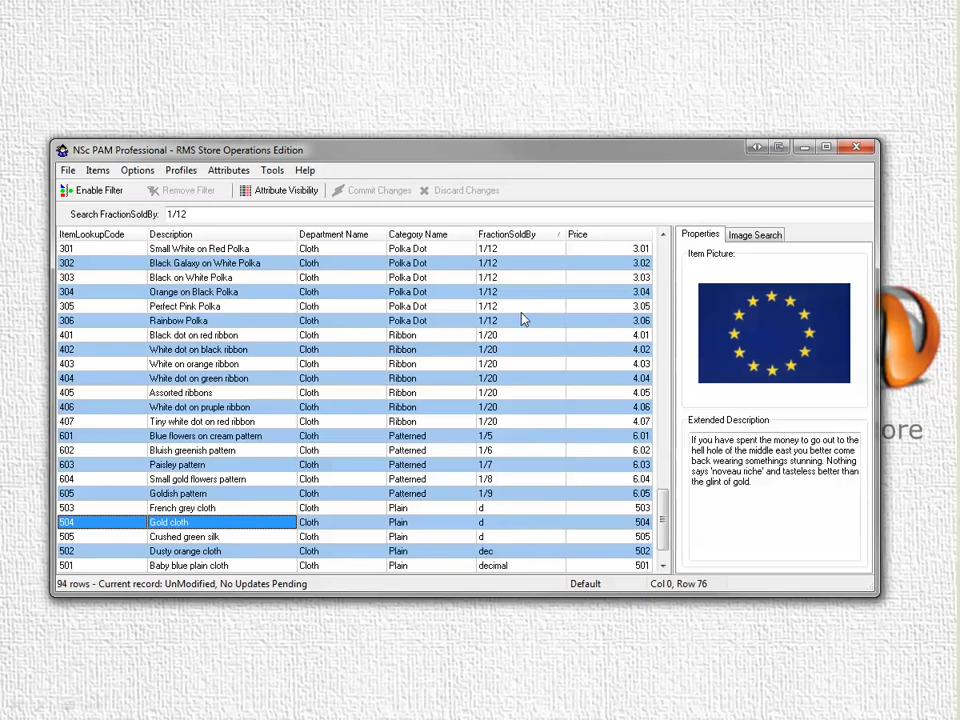 NSc PAM Professional - RMS Store Operations Edition
File Items Options Profiles Attributes Tools Help
Enable Filter Remove Filter Attribute Visibility Commit Changes Discard Changes
Search FractionSoldBy: 1/12
ItemLookupCode Description Department Name Category Name FractionSoldBy / Price
301 Small White on Red Polka Cloth Polka Dot 1/12 3.01
302 Black Galaxy on White Polka Cloth Polka Dot 1/12 3.02
303 Black on White Polka Cloth Polka Dot 1/12 3.03
304 Orange on Black Polka Cloth Polka Dot 1/12 3.04
305 Perfect Pink Polka Cloth Polka Dot 1/12 3.05
306 Rainbow Polka Cloth Polka Dot 1/12 3.06
401 Black dot on red ribbon Cloth Ribbon 1/20 4.01
402 White dot on black ribbon Cloth Ribbon 1/20 4.02
403 White on orange ribbon Cloth Ribbon 1/20 4.03
404 White dot on green ribbon Cloth Ribbon 1/20 4.04
405 Assorted ribbons Cloth Ribbon 1/20 4.05
406 White dot on pruple ribbon Cloth Ribbon 1/20 4.06
407 Tiny white dot on red ribbon Cloth Ribbon 1/20 4.07
601 Blue flowers on cream pattern Cloth Patterned 1/5 6.01
602 Bluish greenish pattern Cloth Patterned 1/6 6.02
603 Paisley pattern Cloth Patterned 1/7 6.03
604 Small gold flowers pattern Cloth Patterned 1/8 6.04
605 Goldish pattern Cloth Patterned 1/9 6.05
503 French grey cloth Cloth Plain d 503
504 Gold cloth Cloth Plain d 504
505 Crushed green silk Cloth Plain d 505
502 Dusty orange cloth Cloth Plain dec 502
501 Baby blue plain cloth Cloth Plain decimal 501
94 rows - Current record: UnModified, No Updates Pending Default Col 0, Row 76
Properties Image Search
Item Picture:
Extended Description
If you have spent the money to go out to the
hell hole of the middle east you better come
back wearing somethings stunning. Nothing
says 'noveau riche' and tasteless better than
the glint of gold.
ore